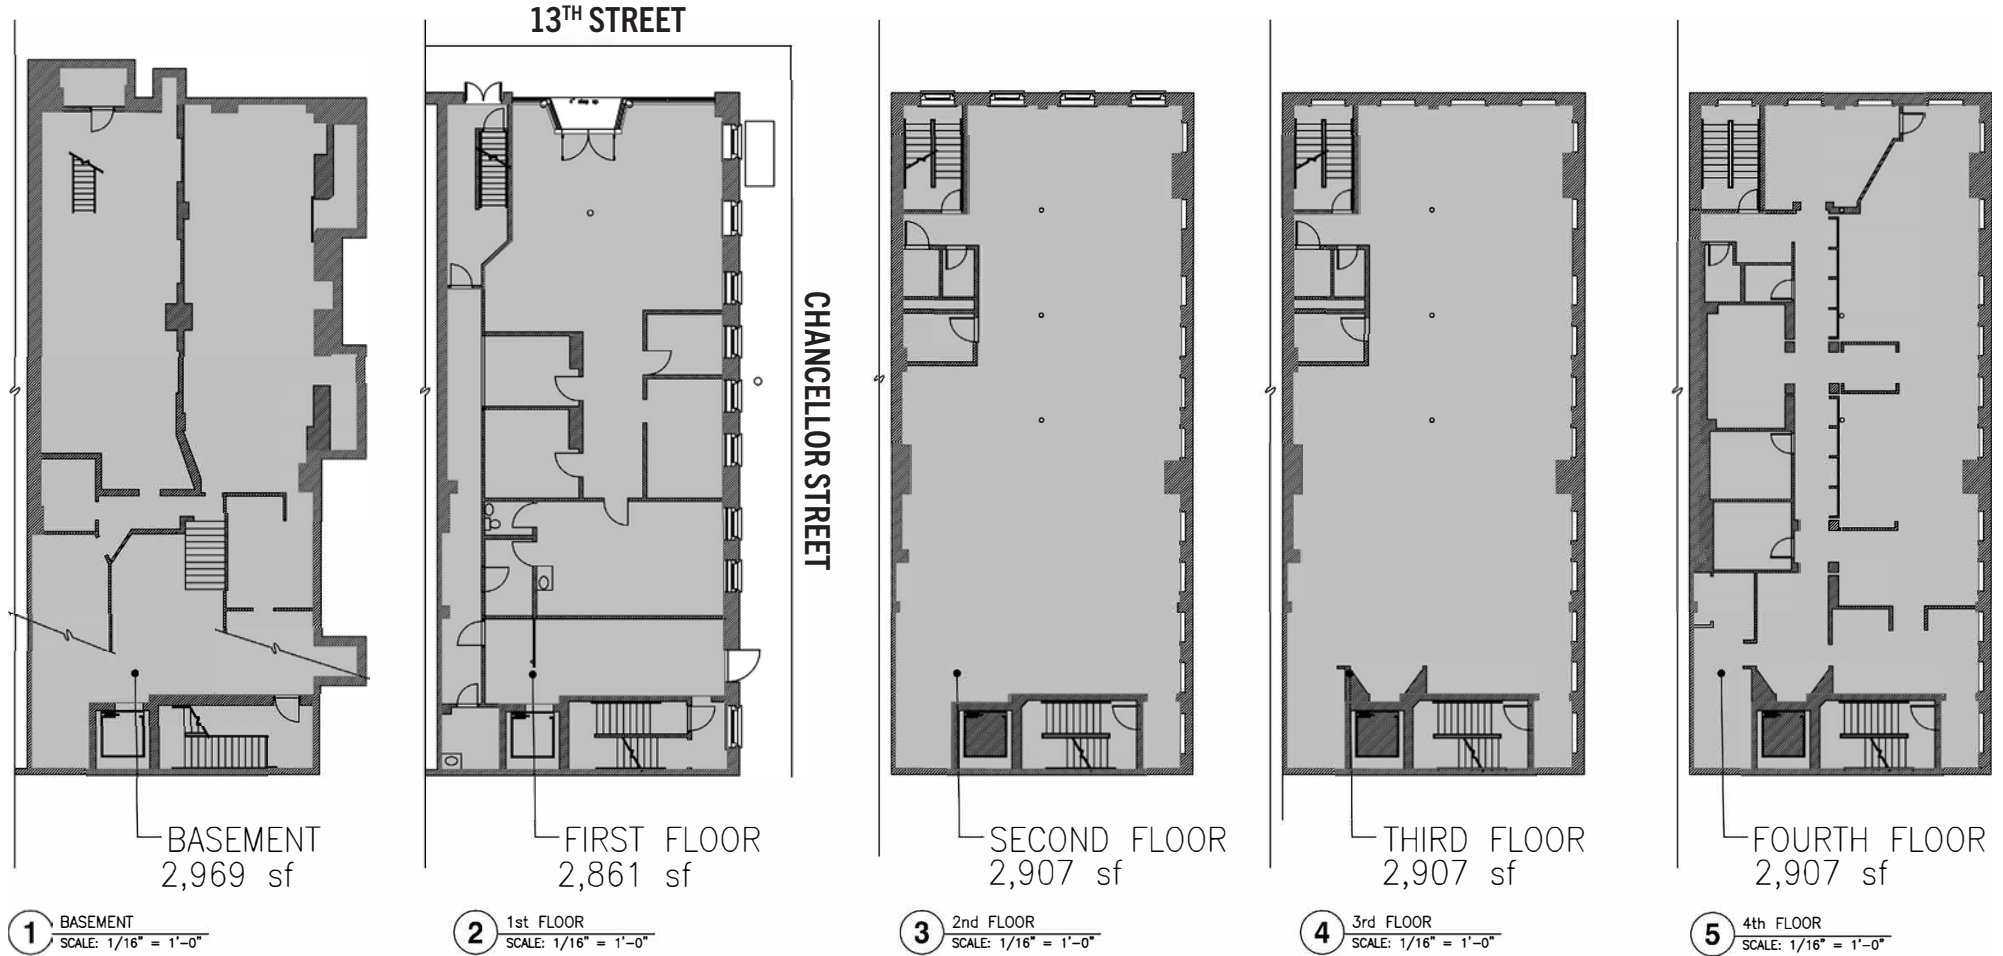 13TH STREET
CHANCELLOR STREET
BASEMENT
2,969 sf
FIRST FLOOR
2,861 sf
SECOND FLOOR
2,907 sf
THIRD FLOOR
2,907 sf
FOURTH FLOOR
2,907 sf
1
BASEMENT
SCALE: 1/16" = 1'-0"
2
1st FLOOR
SCALE: 1/16" = 1'-0"
3
2nd FLOOR
SCALE: 1/16" = 1'-0"
4
3rd FLOOR
SCALE: 1/16" = 1'-0"
5
4th FLOOR
SCALE: 1/16" = 1'-0"